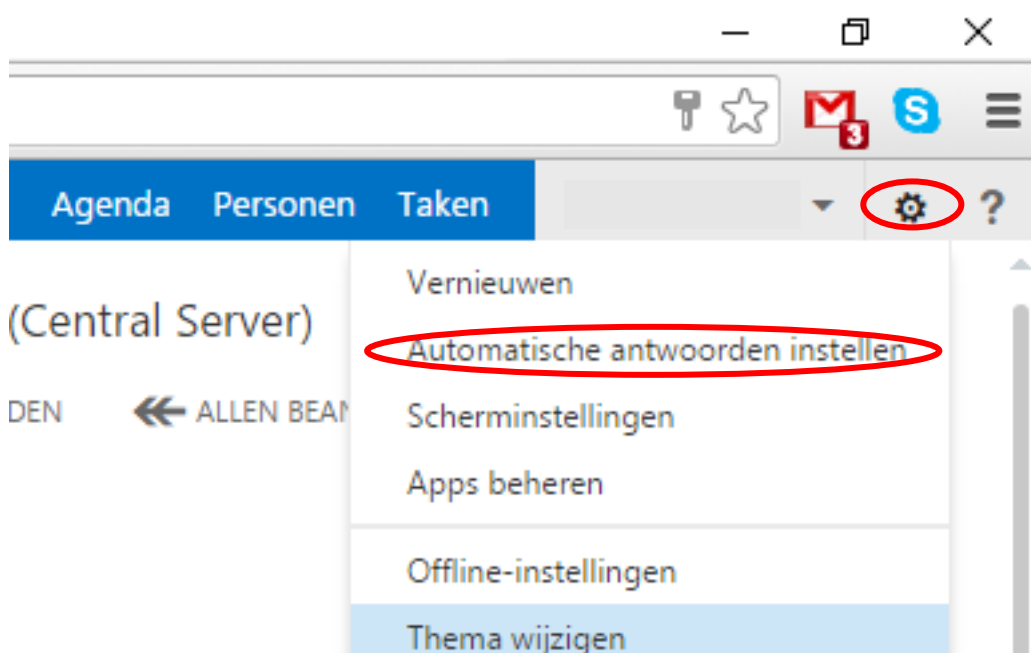 3
S
Agenda Personen Taken ?
Vernieuwen
(Central Server)
Automatische antwoorden instellen
DEN ALLEN BEAN
Scherminstellingen
Apps beheren
Offline-instellingen
Thema wijzigen